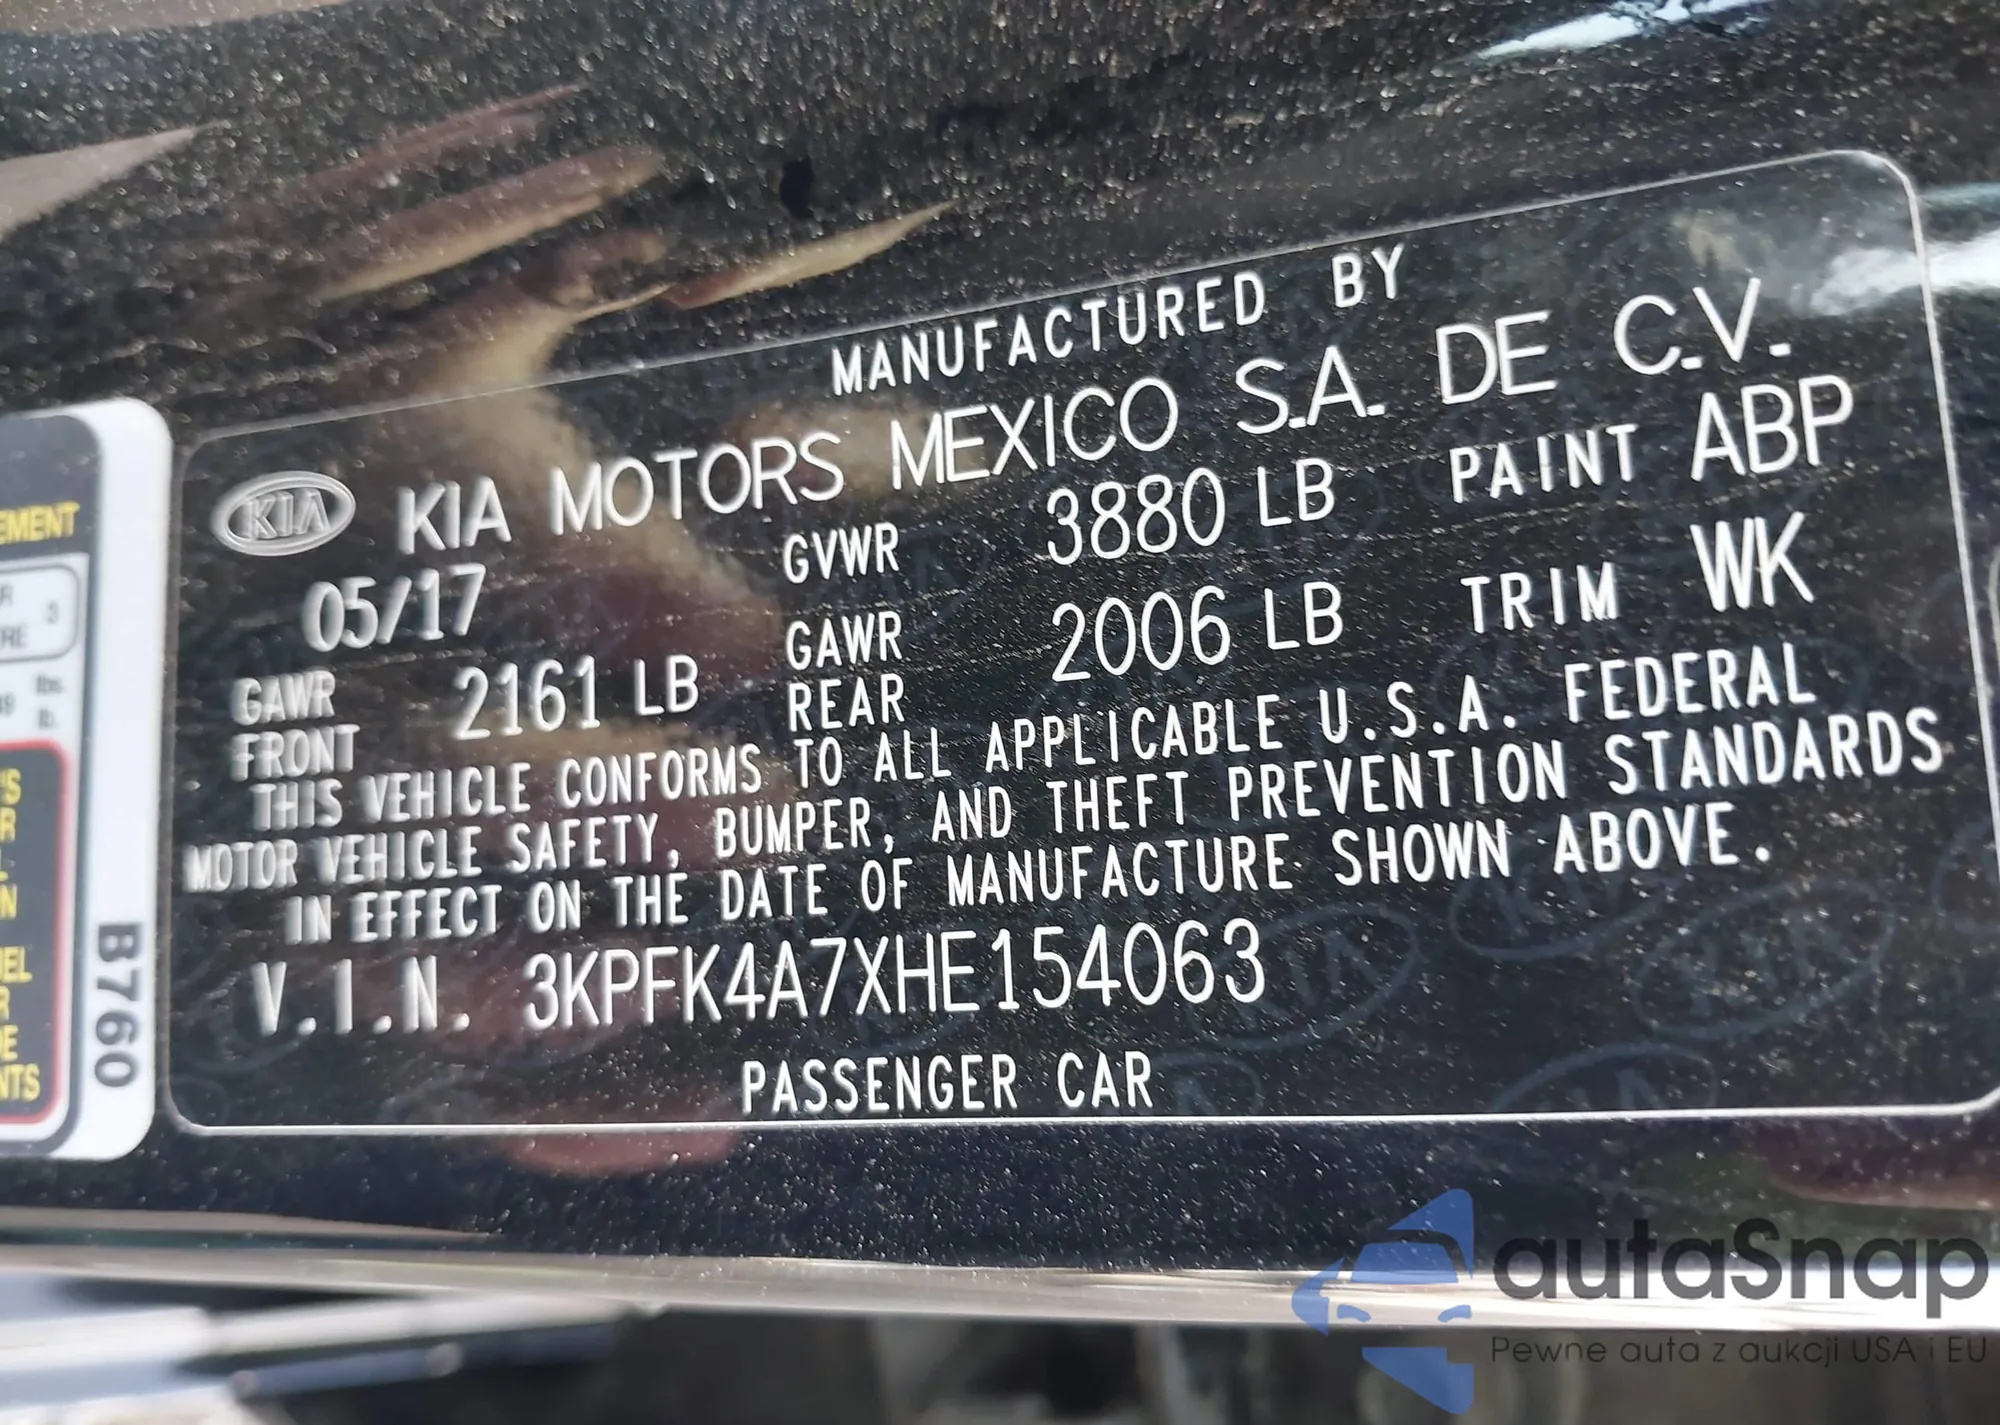 MANUFACTURED BY
KIA KIA MOTORS MEXICO S.A. DE C.V.
05/17 GVWR 3880 LB PAINT ABP
GAWR FRONT 2161 LB GAWR REAR 2006 LB TRIM WK
THIS VEHICLE CONFORMS TO ALL APPLICABLE U.S.A. FEDERAL
MOTOR VEHICLE SAFETY, BUMPER, AND THEFT PREVENTION STANDARDS
IN EFFECT ON THE DATE OF MANUFACTURE SHOWN ABOVE.
V.I.N. 3KPFK4A7XHE154063
PASSENGER CAR
B760
lbs.
lb.
autaSnap
Pewne auta z aukcji USA i EU